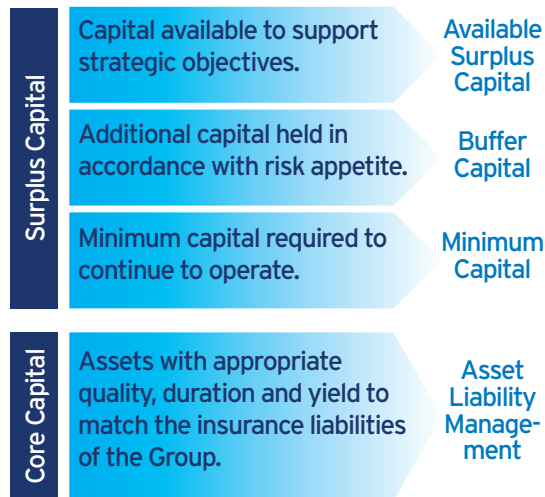 Surplus Capital
Capital available to support
strategic objectives.
Available
Surplus
Capital
Additional capital held in
accordance with risk appetite.
Buffer
Capital
Minimum capital required to
continue to operate.
Minimum
Capital
Core Capital
Assets with appropriate
quality, duration and yield to
match the insurance liabilities
of the Group.
Asset
Liability
Manage-
ment